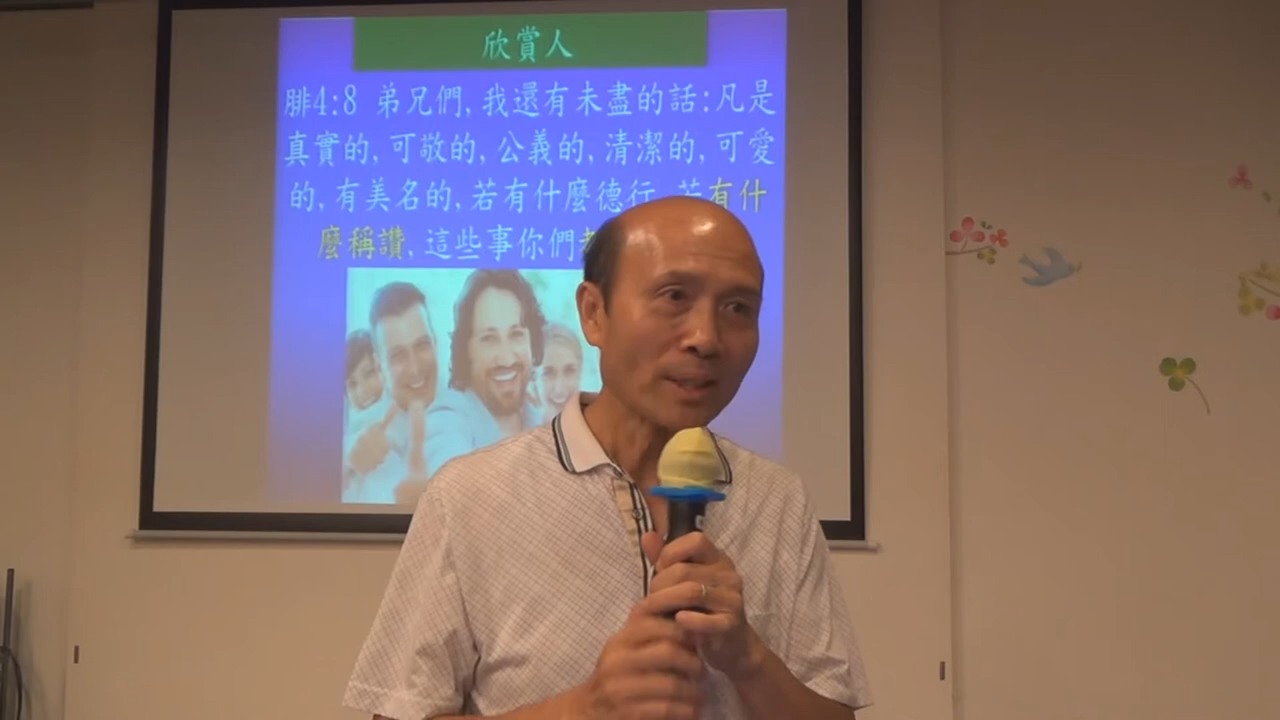 欣賞人
腓4:8 弟兄們,我還有未盡的話:凡是
真實的,可敬的,公義的,清潔的,可愛
的,有美名的,若有什麼德行,若有什
麼稱讚,這些事你們